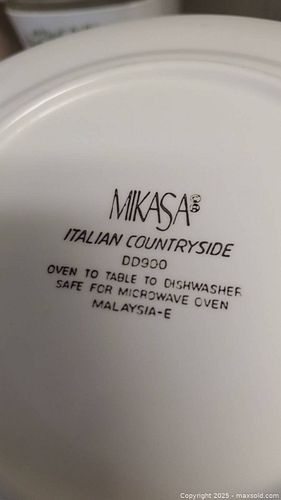 MIKASA
ITALIAN COUNTRYSIDE
DD900
OVEN TO TABLE TO DISHWASHER
SAFE FOR MICROWAVE OVEN
MALAYSIA-E
Copyright 2025 - maxsold.com